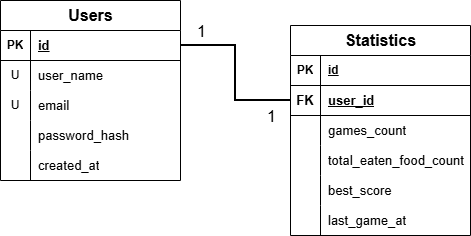 Users
PK id
U user_name
U email
password_hash
created_at
1
1
Statistics
PK id
FK user_id
games_count
total_eaten_food_count
best_score
last_game_at